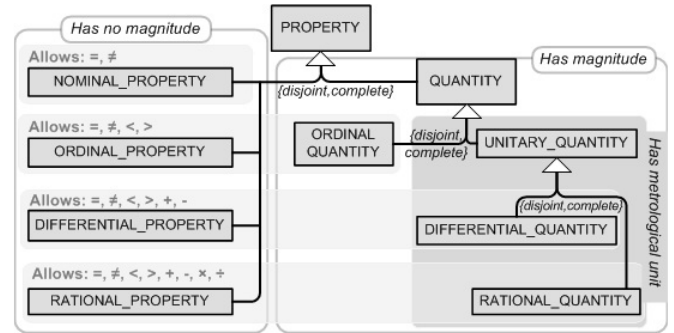 Has no magnitude
PROPERTY
Has magnitude
Allows: =, ≠
NOMINAL_PROPERTY
{disjoint,complete}
QUANTITY
Allows: =, ≠, <, >
ORDINAL_PROPERTY
ORDINAL
QUANTITY
{disjoint,
complete}
UNITARY_QUANTITY
Has metrological unit
Allows: =, ≠, <, >, +, -
DIFFERENTIAL_PROPERTY
{disjoint,complete}
DIFFERENTIAL_QUANTITY
Allows: =, ≠, <, >, +, -, ×, ÷
RATIONAL_PROPERTY
RATIONAL_QUANTITY